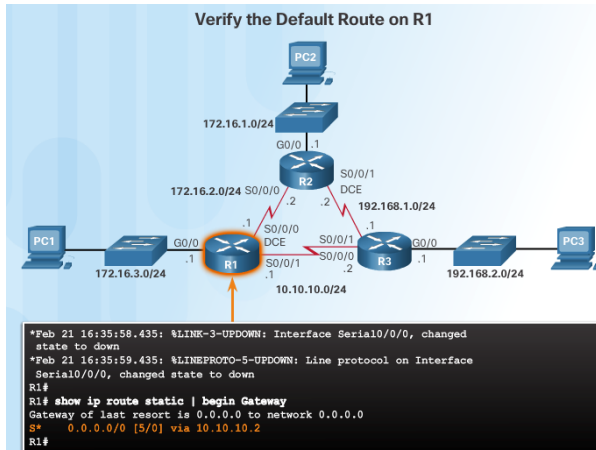 Verify the Default Route on R1
PC2
172.16.1.0/24
G0/0 .1
R2
172.16.2.0/24 S0/0/0
.2
S0/0/1
DCE
.2
192.168.1.0/24
PC1
G0/0
.1
172.16.3.0/24
R1
.1
S0/0/0
DCE
S0/0/1
.1
10.10.10.0/24
.1
S0/0/1
S0/0/0
.2
R3
G0/0
.1
192.168.2.0/24
PC3
*Feb 21 16:35:58.435: %LINK-3-UPDOWN: Interface Serial0/0/0, changed
state to down
*Feb 21 16:35:59.435: %LINEPROTO-5-UPDOWN: Line protocol on Interface
Serial0/0/0, changed state to down
R1#
R1# show ip route static | begin Gateway
Gateway of last resort is 0.0.0.0 to network 0.0.0.0
S* 0.0.0.0/0 [5/0] via 10.10.10.2
R1#